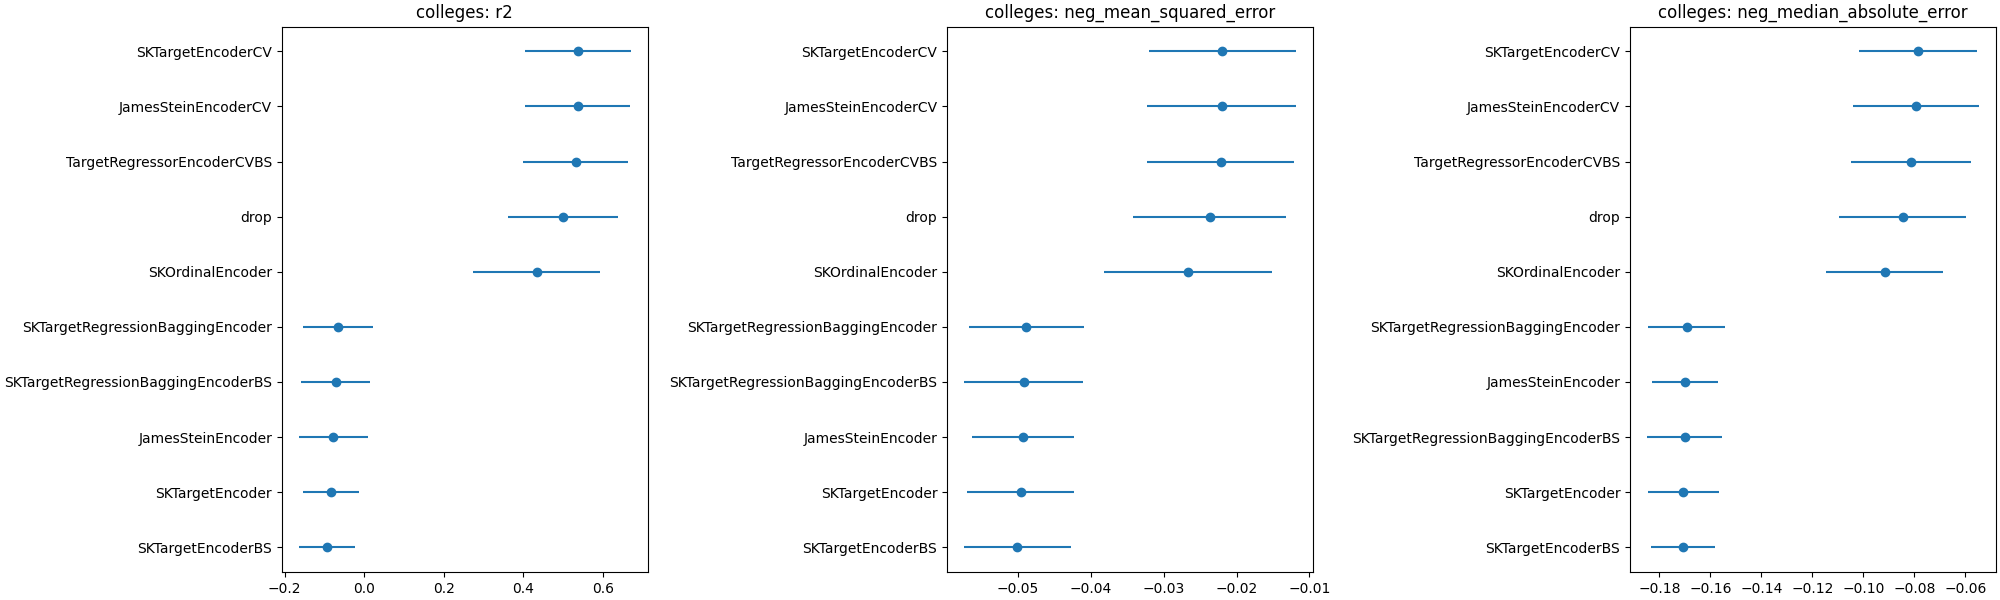 colleges: r2
SKTargetEncoderCV
JamesSteinEncoderCV
TargetRegressorEncoderCVBS
drop
SKOrdinalEncoder
SKTargetRegressionBaggingEncoder
SKTargetRegressionBaggingEncoderBS
JamesSteinEncoder
SKTargetEncoder
SKTargetEncoderBS
−0.2 0.0 0.2 0.4 0.6
colleges: neg_mean_squared_error
SKTargetEncoderCV
JamesSteinEncoderCV
TargetRegressorEncoderCVBS
drop
SKOrdinalEncoder
SKTargetRegressionBaggingEncoder
SKTargetRegressionBaggingEncoderBS
JamesSteinEncoder
SKTargetEncoder
SKTargetEncoderBS
−0.05 −0.04 −0.03 −0.02 −0.01
colleges: neg_median_absolute_error
SKTargetEncoderCV
JamesSteinEncoderCV
TargetRegressorEncoderCVBS
drop
SKOrdinalEncoder
SKTargetRegressionBaggingEncoder
JamesSteinEncoder
SKTargetRegressionBaggingEncoderBS
SKTargetEncoder
SKTargetEncoderBS
−0.18 −0.16 −0.14 −0.12 −0.10 −0.08 −0.06